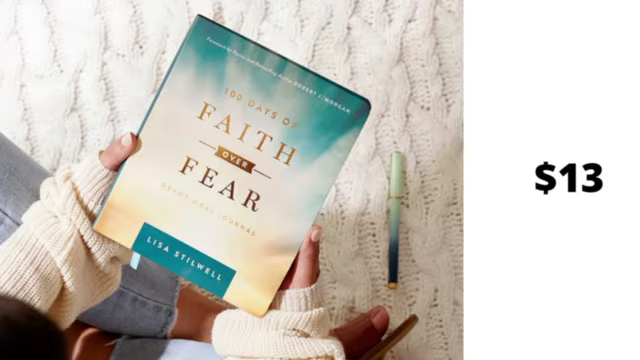 Foreword by Pastor and Bestselling Author ROBERT J. MORGAN
100 DAYS OF
FAITH
OVER
FEAR
DEVOTIONAL JOURNAL
LISA STILWELL
$13